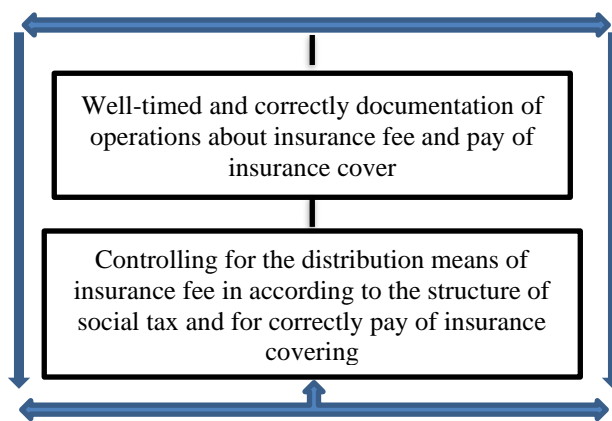 Well-timed and correctly documentation of
operations about insurance fee and pay of
insurance cover
Controlling for the distribution means of
insurance fee in according to the structure of
social tax and for correctly pay of insurance
covering